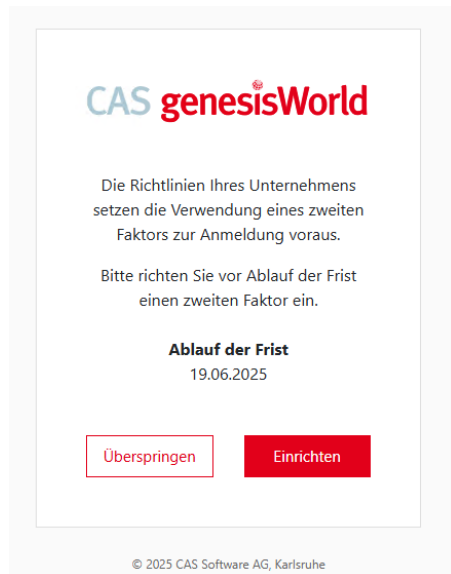 CAS genesisWorld
Die Richtlinien Ihres Unternehmens
setzen die Verwendung eines zweiten
Faktors zur Anmeldung voraus.
Bitte richten Sie vor Ablauf der Frist
einen zweiten Faktor ein.
Ablauf der Frist
19.06.2025
Überspringen Einrichten
© 2025 CAS Software AG, Karlsruhe